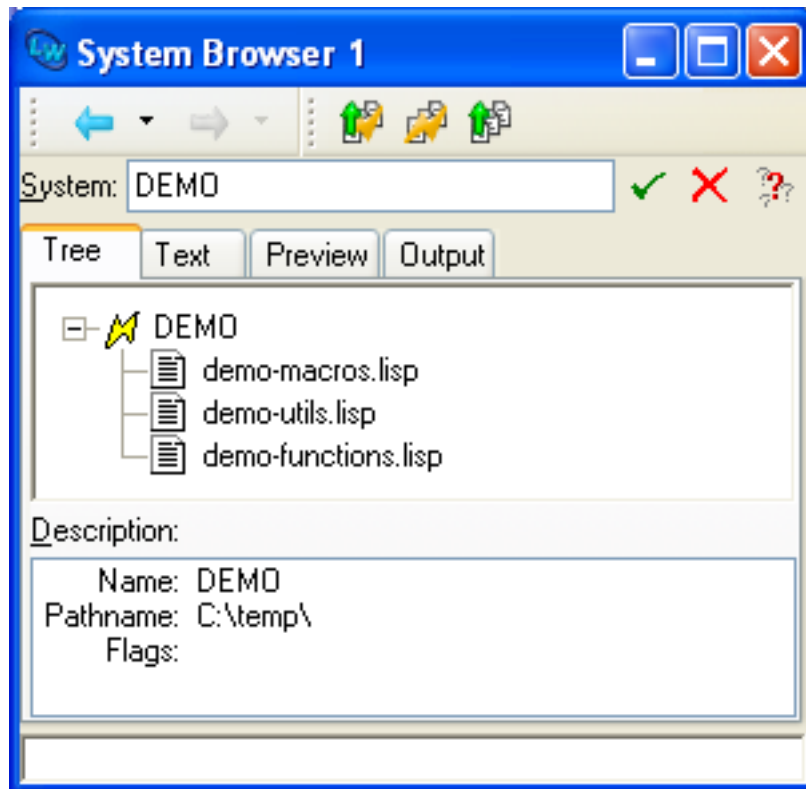 LW System Browser 1
System: DEMO
Tree Text Preview Output
DEMO
demo-macros.lisp
demo-utils.lisp
demo-functions.lisp
Description:
Name: DEMO
Pathname: C:\temp\
Flags: